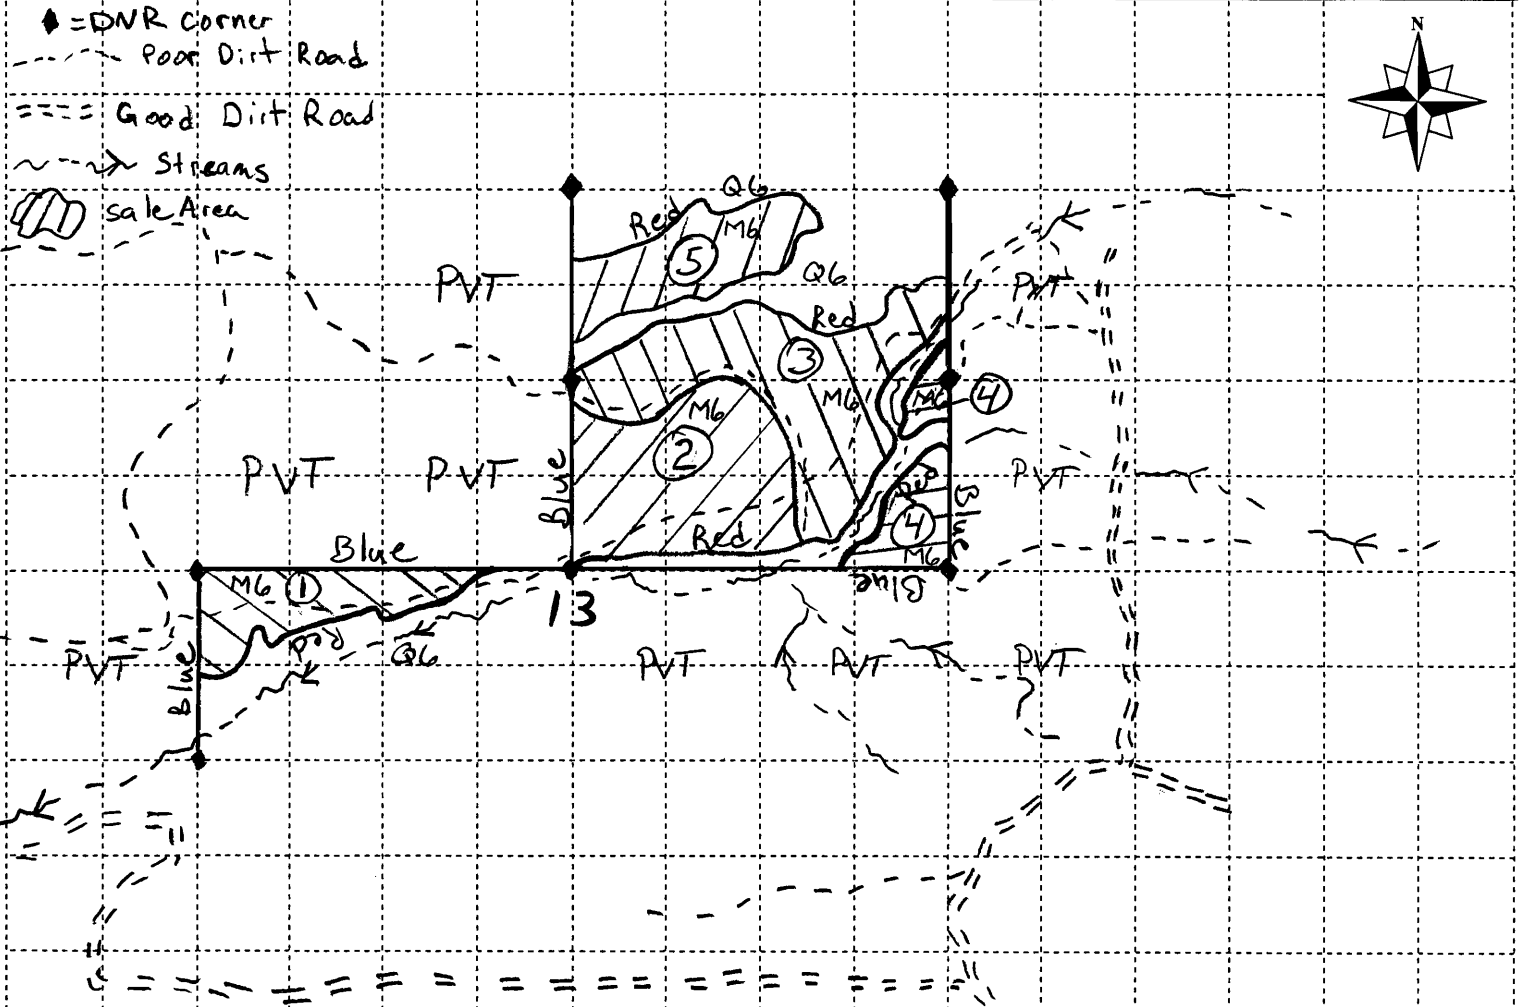 =DNR Corner
Poor Dirt Road
Good Dirt Road
Streams
sale Area
N
Q6
Red
M6
5
Q6
PVT
PVT
Red
3
M6
M6
4
M6
2
PVT
PVT
PVT
Blue
Red
Red
4
Blue
M6
Blue
Blue
M6
1
13
Red
Q6
PVT
Blue
PVT
PVT
PVT